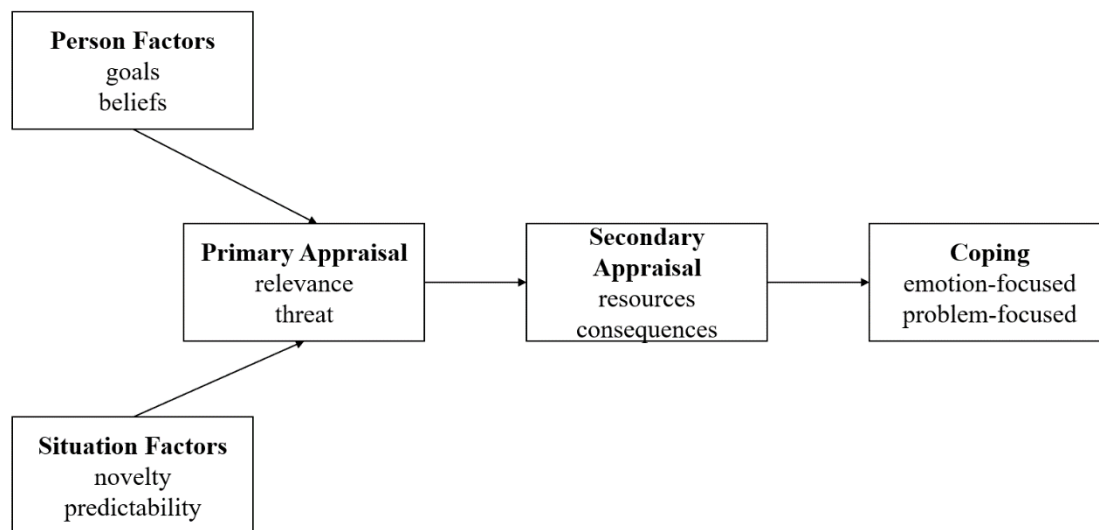 Person Factors
goals
beliefs
Primary Appraisal
relevance
threat
Secondary
Appraisal
resources
consequences
Coping
emotion-focused
problem-focused
Situation Factors
novelty
predictability